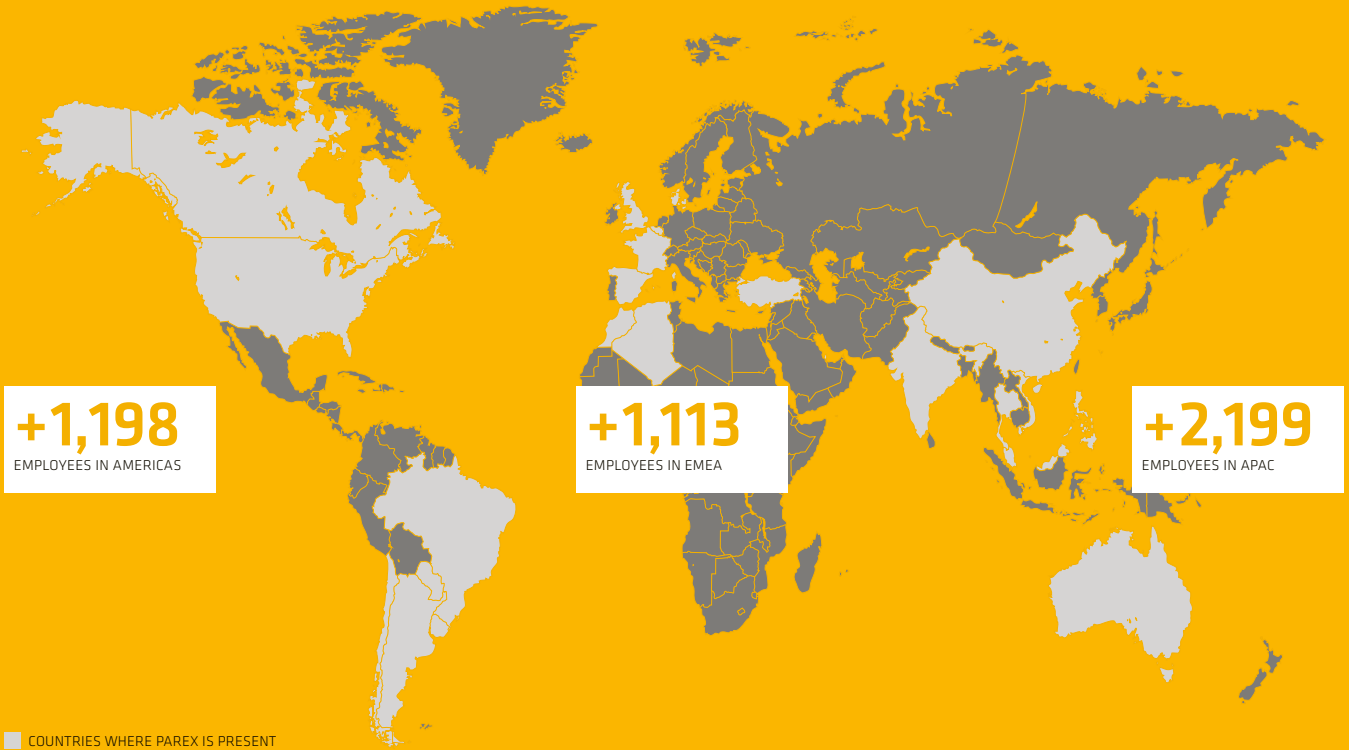 +1,198
EMPLOYEES IN AMERICAS
+1,113
EMPLOYEES IN EMEA
+2,199
EMPLOYEES IN APAC
COUNTRIES WHERE PAREX IS PRESENT